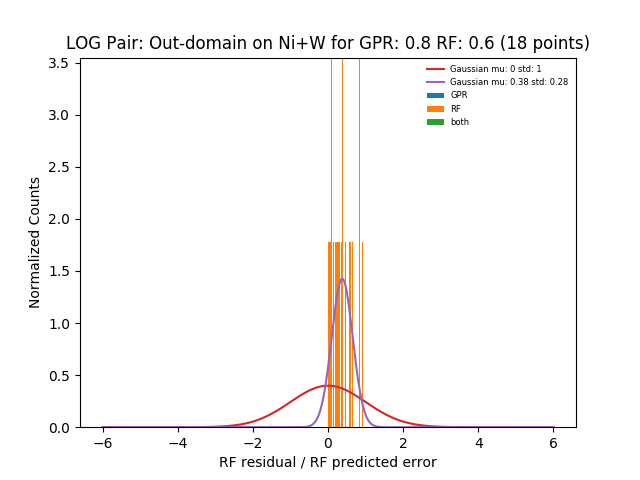 LOG Pair: Out-domain on Ni+W for GPR: 0.8 RF: 0.6 (18 points)
3.5
3.0
2.5
2.0
1.5
1.0
0.5
0.0
Normalized Counts
Gaussian mu: 0 std: 1
Gaussian mu: 0.38 std: 0.28
GPR
RF
both
−6 −4 −2 0 2 4 6
RF residual / RF predicted error